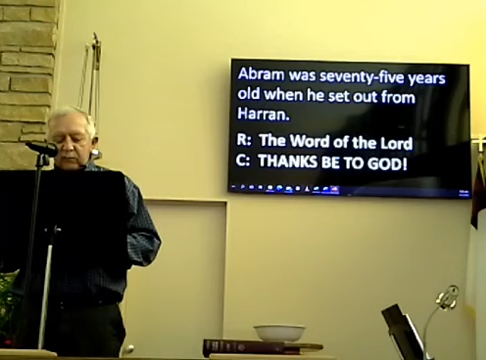 Abram was seventy-five years
old when he set out from
Harran.
R: The Word of the Lord
C: THANKS BE TO GOD!